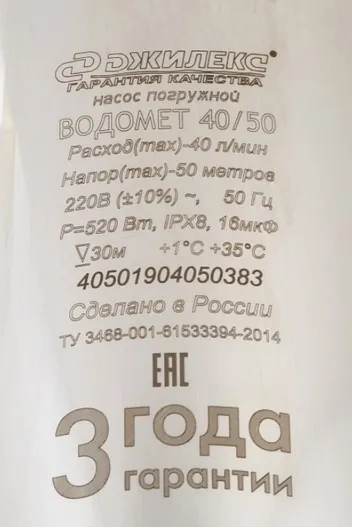 ДЖИЛЕКС®
ГАРАНТИЯ КАЧЕСТВА
насос погружной
ВОДОМЕТ 40/50
Расход(max)-40 л/мин
Напор(max)-50 метров
220В (±10%) ~, 50 Гц
P=520 Вт, IPX8, 16мкФ
▽30м +1°C +35°C
40501904050383
Сделано в России
ТУ 3468-001-61533394-2014
EAC
3 года
гарантии